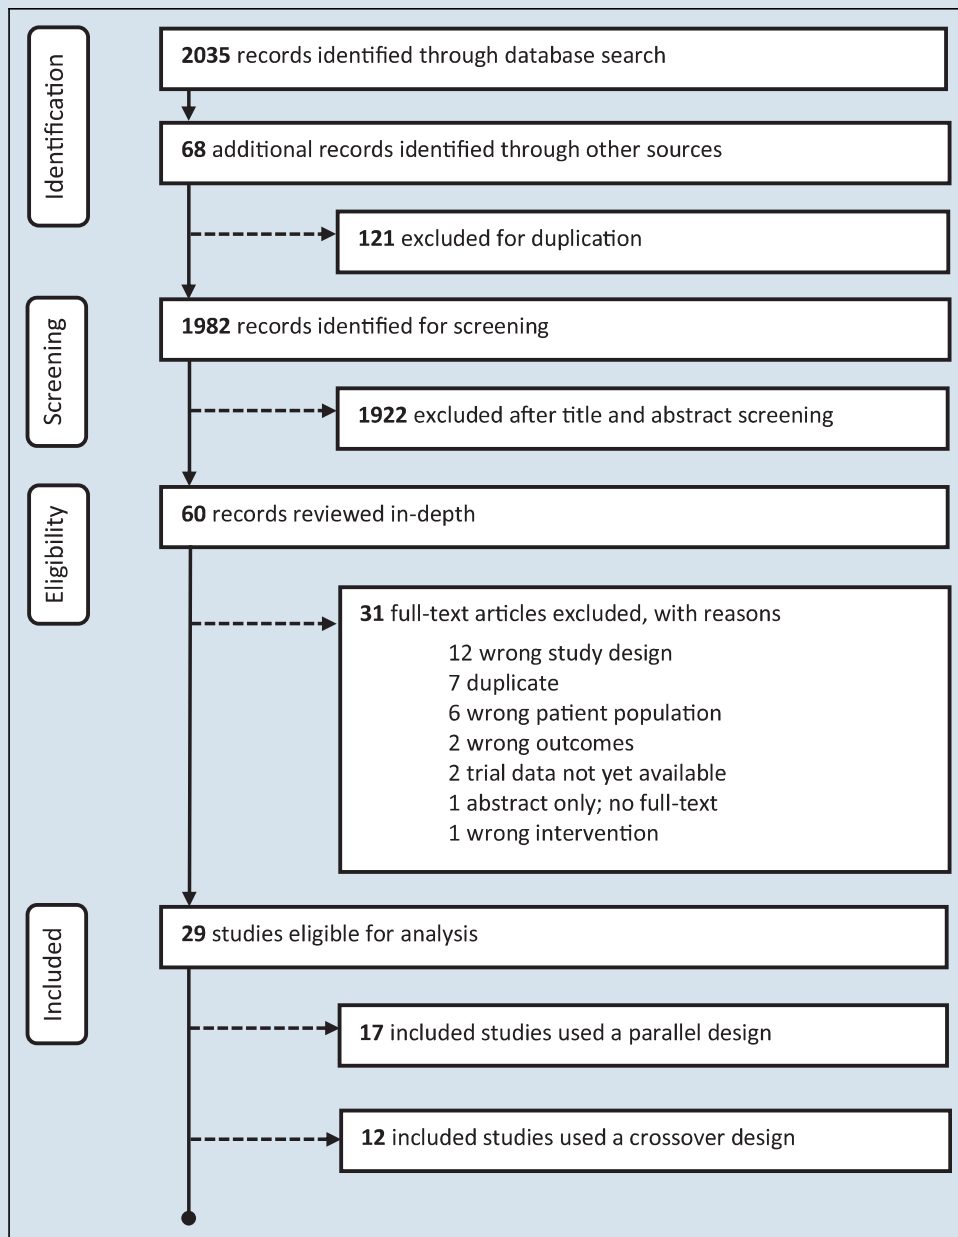 Identification
2035 records identified through database search
68 additional records identified through other sources
121 excluded for duplication
Screening
1982 records identified for screening
1922 excluded after title and abstract screening
Eligibility
60 records reviewed in-depth
31 full-text articles excluded, with reasons
12 wrong study design
7 duplicate
6 wrong patient population
2 wrong outcomes
2 trial data not yet available
1 abstract only; no full-text
1 wrong intervention
Included
29 studies eligible for analysis
17 included studies used a parallel design
12 included studies used a crossover design